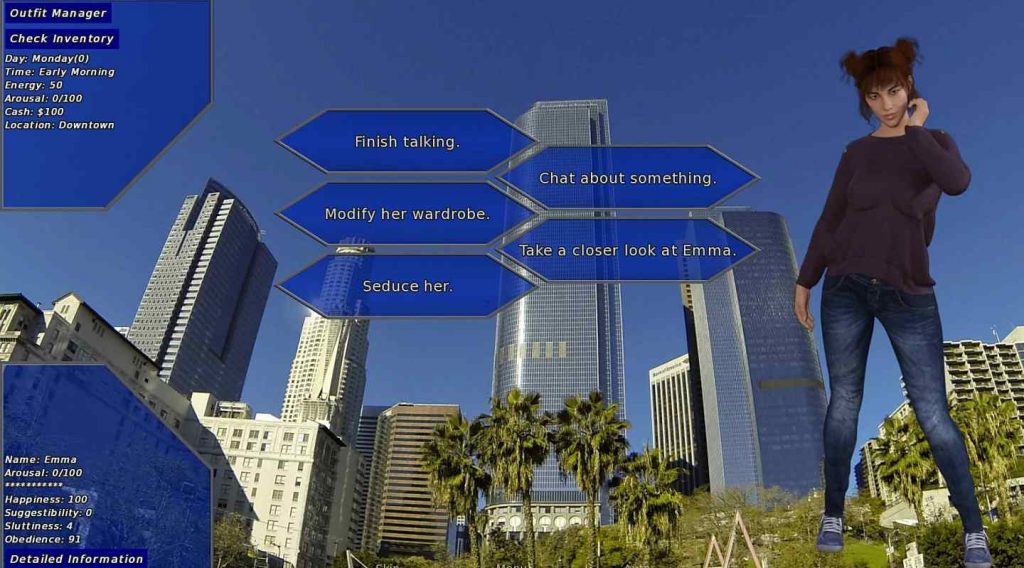 Outfit Manager
Check Inventory
Day: Monday(0)
Time: Early Morning
Energy: 50
Arousal: 0/100
Cash: $100
Location: Downtown
Finish talking.
Chat about something.
Modify her wardrobe.
Take a closer look at Emma.
Seduce her.
Name: Emma
Arousal: 0/100
***********
Happiness: 100
Suggestibility: 0
Sluttiness: 4
Obedience: 91
Detailed Information